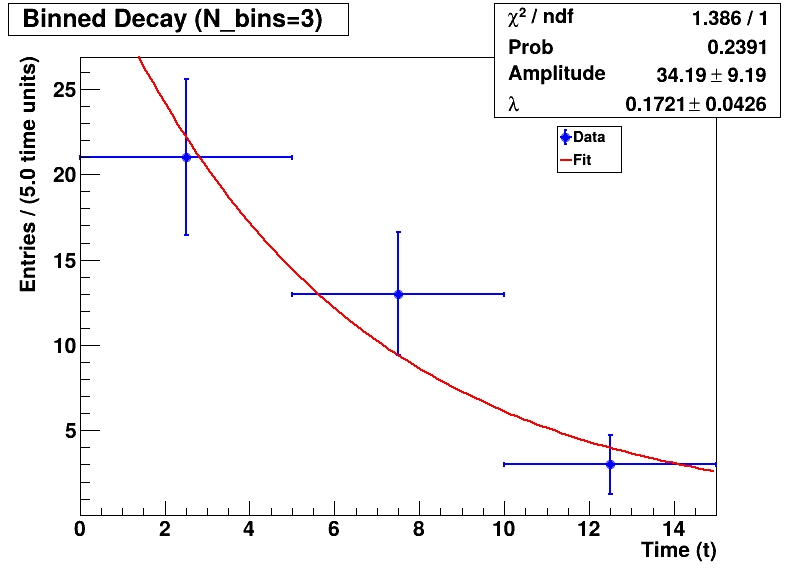 Binned Decay (N_bins=3)
χ² / ndf 1.386 / 1
Prob 0.2391
Amplitude 34.19 ± 9.19
λ 0.1721 ± 0.0426
Data
Fit
Entries / (5.0 time units)
25
20
15
10
5
0 2 4 6 8 10 12 14
Time (t)